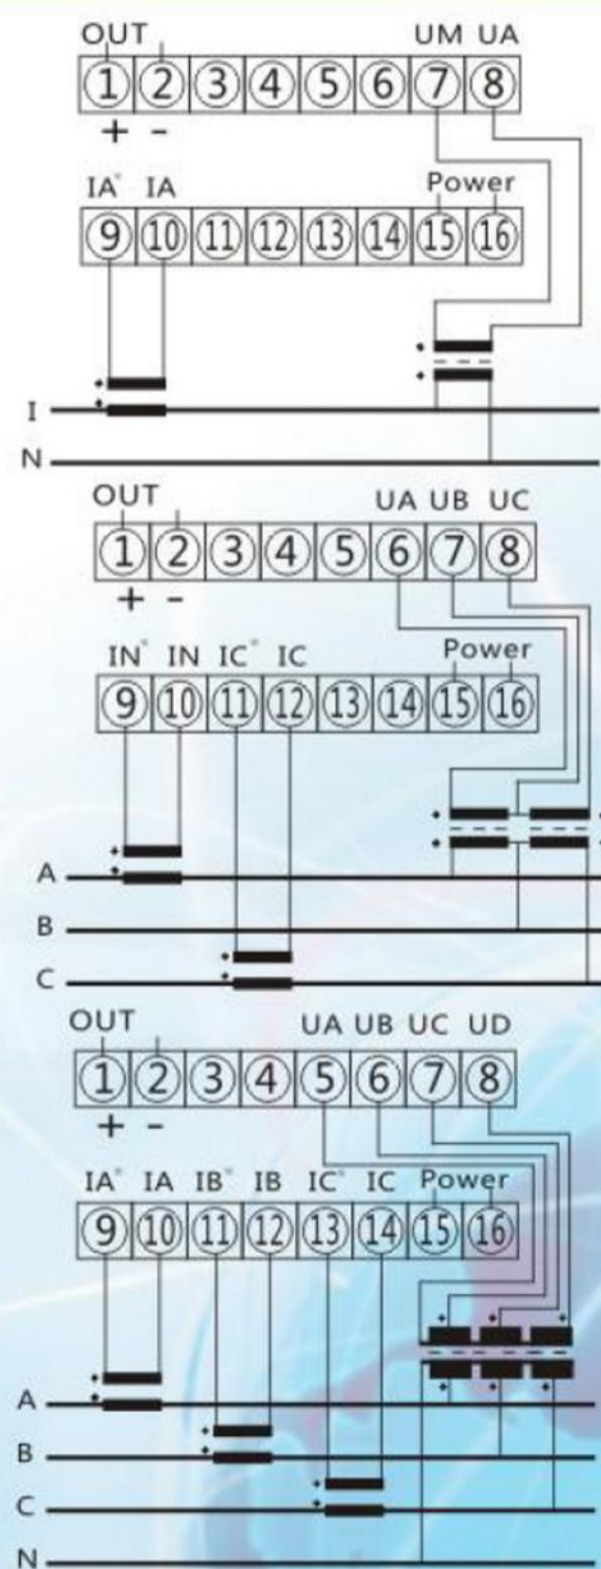 OUT UM UA
1 2 3 4 5 6 7 8
+ -
IA* IA Power
9 10 11 12 13 14 15 16
I
N
OUT UA UB UC
1 2 3 4 5 6 7 8
+ -
IN* IN IC* IC Power
9 10 11 12 13 14 15 16
A
B
C
OUT UA UB UC UD
1 2 3 4 5 6 7 8
+ -
IA* IA IB* IB IC* IC Power
9 10 11 12 13 14 15 16
A
B
C
N